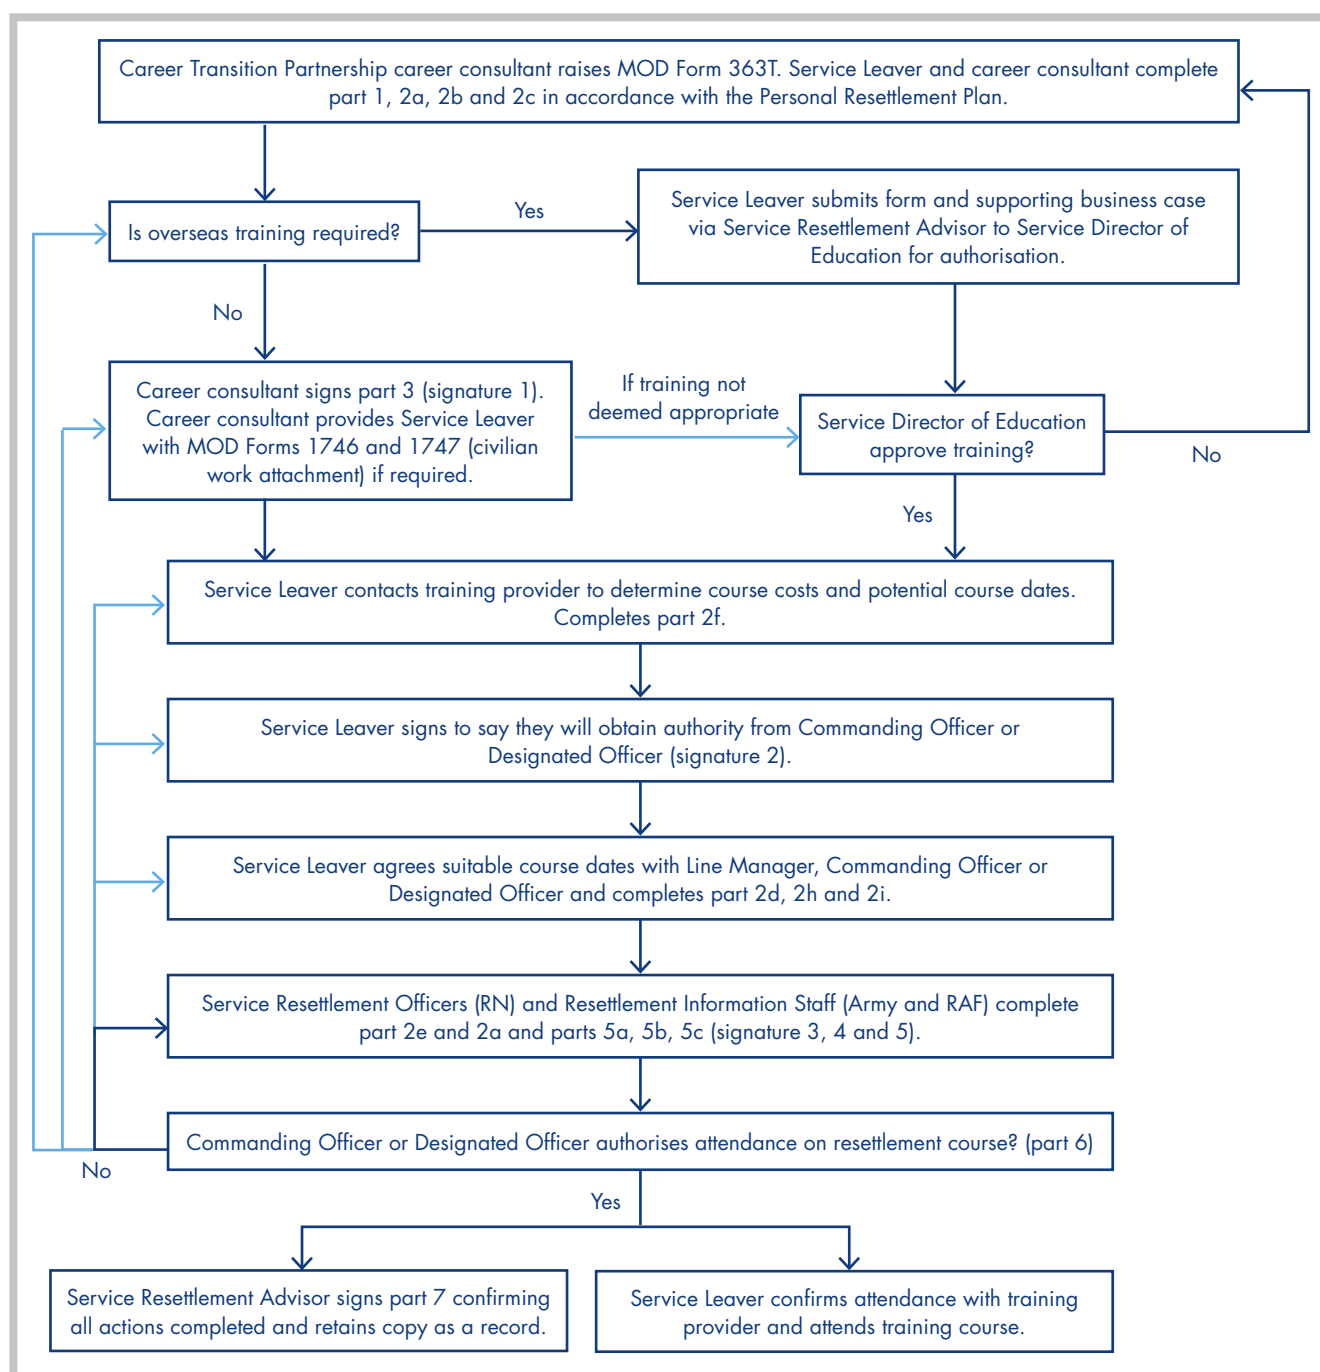 Career Transition Partnership career consultant raises MOD Form 363T. Service Leaver and career consultant complete
part 1, 2a, 2b and 2c in accordance with the Personal Resettlement Plan.
Is overseas training required?
Yes
Service Leaver submits form and supporting business case
via Service Resettlement Advisor to Service Director of
Education for authorisation.
No
Career consultant signs part 3 (signature 1).
Career consultant provides Service Leaver
with MOD Forms 1746 and 1747 (civilian
work attachment) if required.
If training not
deemed appropriate
Service Director of Education
approve training?
No
Yes
Service Leaver contacts training provider to determine course costs and potential course dates.
Completes part 2f.
Service Leaver signs to say they will obtain authority from Commanding Officer or
Designated Officer (signature 2).
Service Leaver agrees suitable course dates with Line Manager, Commanding Officer or
Designated Officer and completes part 2d, 2h and 2i.
Service Resettlement Officers (RN) and Resettlement Information Staff (Army and RAF) complete
part 2e and 2a and parts 5a, 5b, 5c (signature 3, 4 and 5).
Commanding Officer or Designated Officer authorises attendance on resettlement course? (part 6)
No
Yes
Service Resettlement Advisor signs part 7 confirming
all actions completed and retains copy as a record.
Service Leaver confirms attendance with training
provider and attends training course.